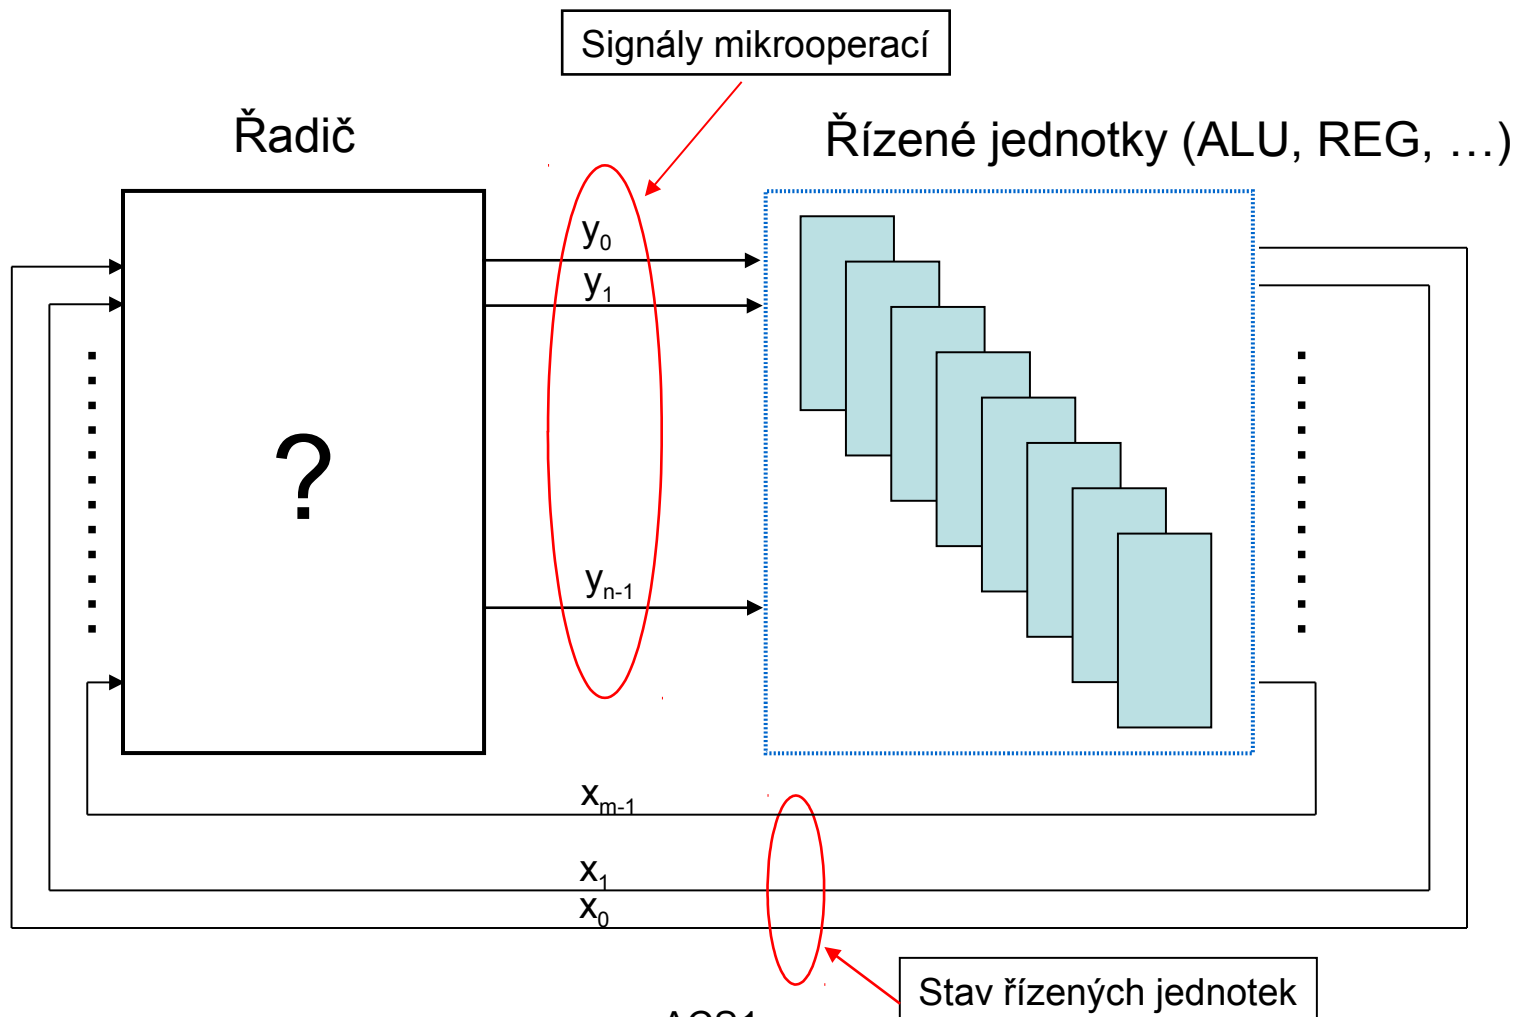 Signály mikrooperací
Řadič
Řízené jednotky (ALU, REG, …)
y0
y1
?
yn-1
xm-1
x1
x0
Stav řízených jednotek